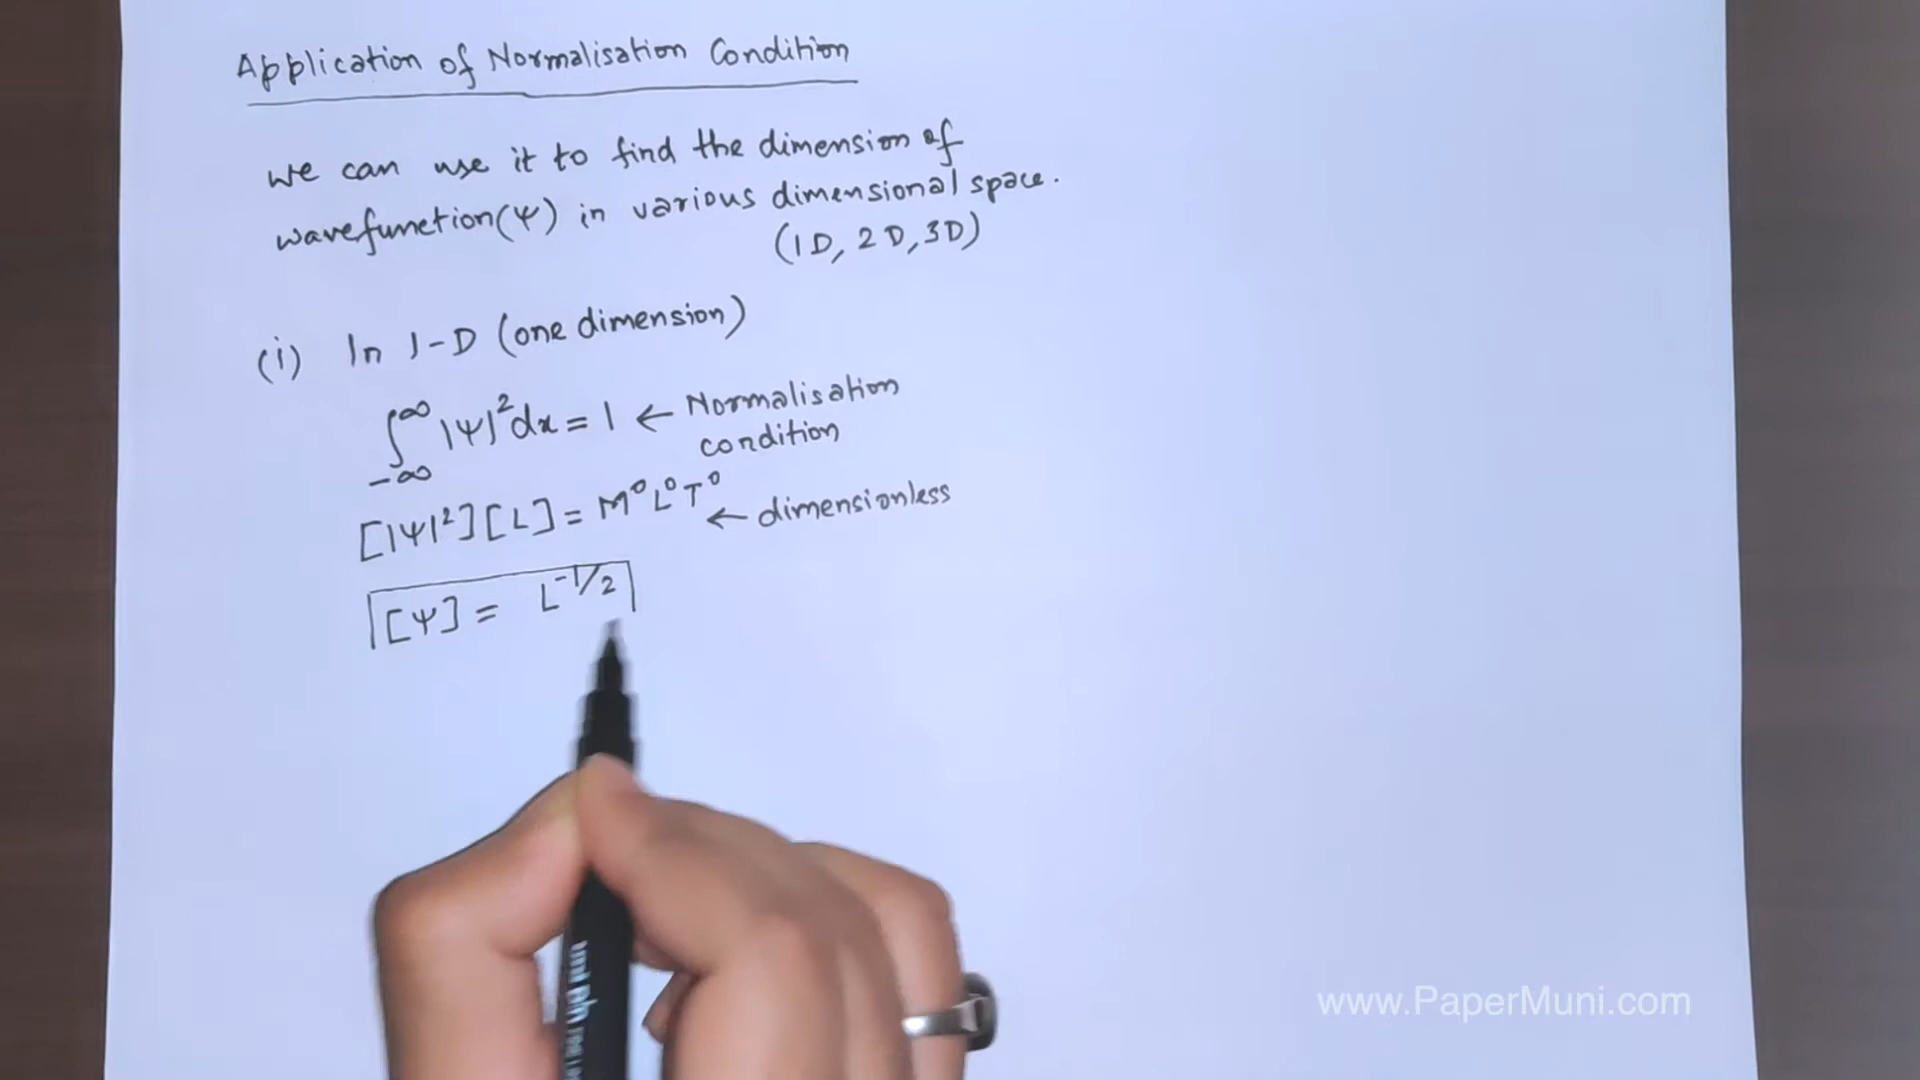 Application of Normalisation Condition
we can use it to find the dimension of
wavefunction(Ψ) in various dimensional space.
(1D, 2D, 3D)
(i) In 1-D (one dimension)
∫_{-∞}^{∞} |Ψ|² dx = 1 ← Normalisation
condition
[|Ψ|²][L] = M⁰L⁰T⁰ ← dimensionless
[Ψ] = L^{-1/2}
www.PaperMuni.com